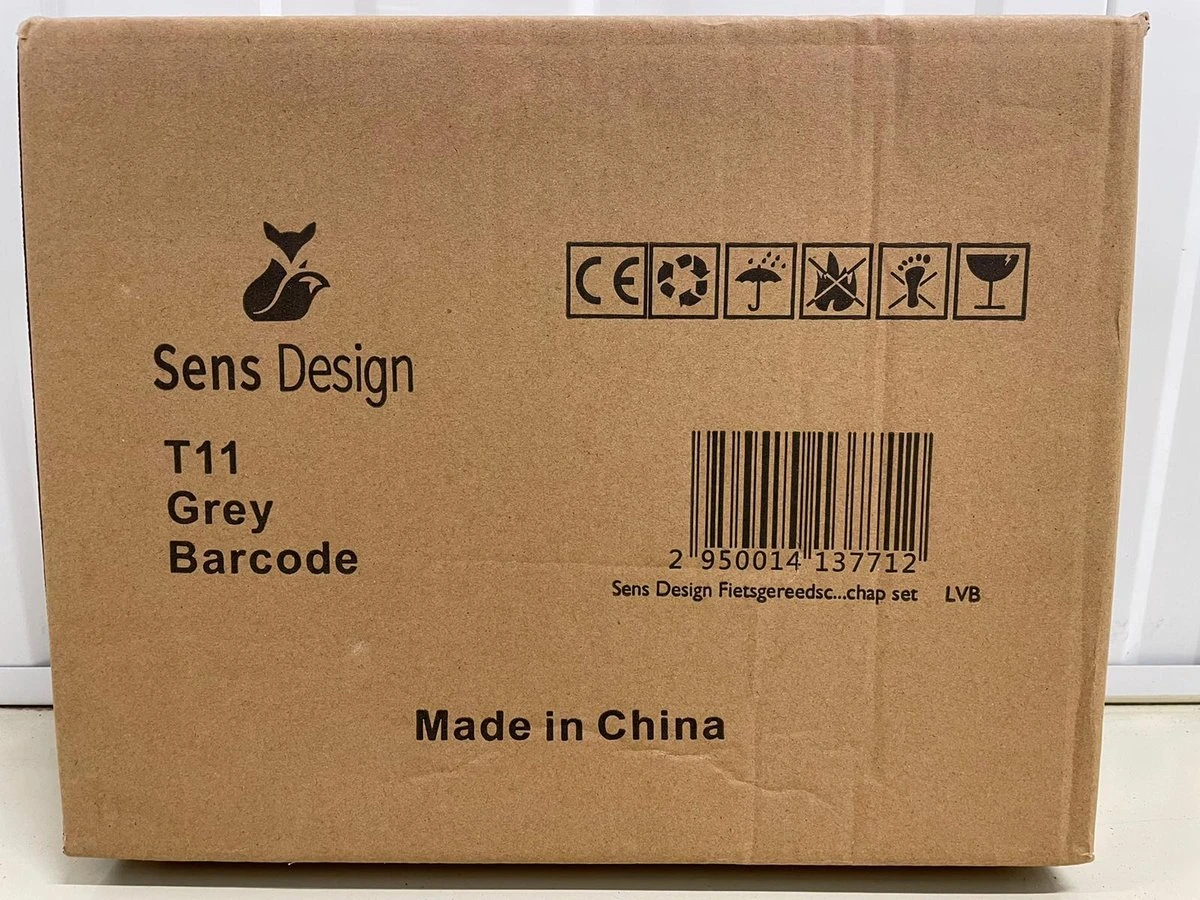 CE
Sens Design
T11
Grey
Barcode
2 950014 137712
Sens Design Fietsgereedsc...chap set LVB
Made in China